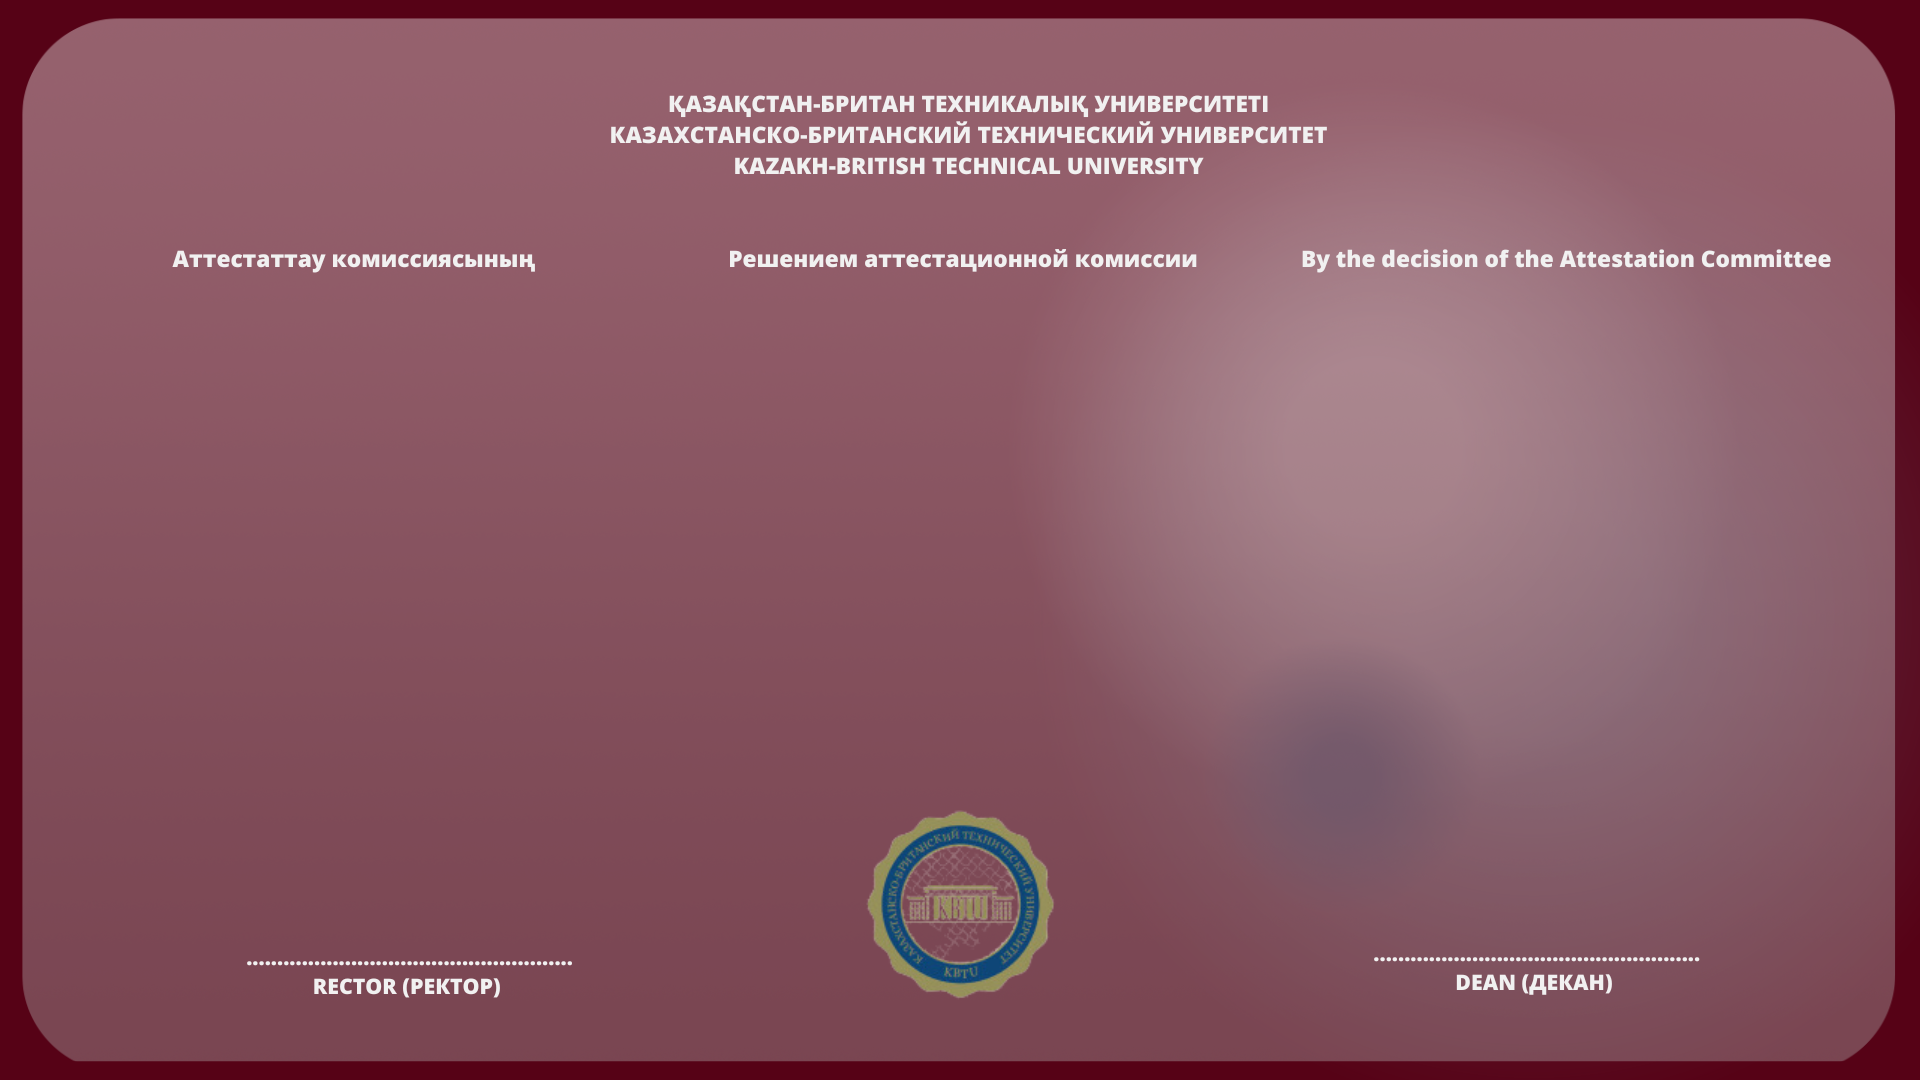 ҚАЗАҚСТАН-БРИТАН ТЕХНИКАЛЫҚ УНИВЕРСИТЕТІ
КАЗАХСТАНСКО-БРИТАНСКИЙ ТЕХНИЧЕСКИЙ УНИВЕРСИТЕТ
KAZAKH-BRITISH TECHNICAL UNIVERSITY
Аттестаттау комиссиясының
Решением аттестационной комиссии
By the decision of the Attestation Committee
КАЗАХСТАНСКО-БРИТАНСКИЙ ТЕХНИЧЕСКИЙ УНИВЕРСИТЕТ
KBTU
RECTOR (РЕКТОР)
DEAN (ДЕКАН)